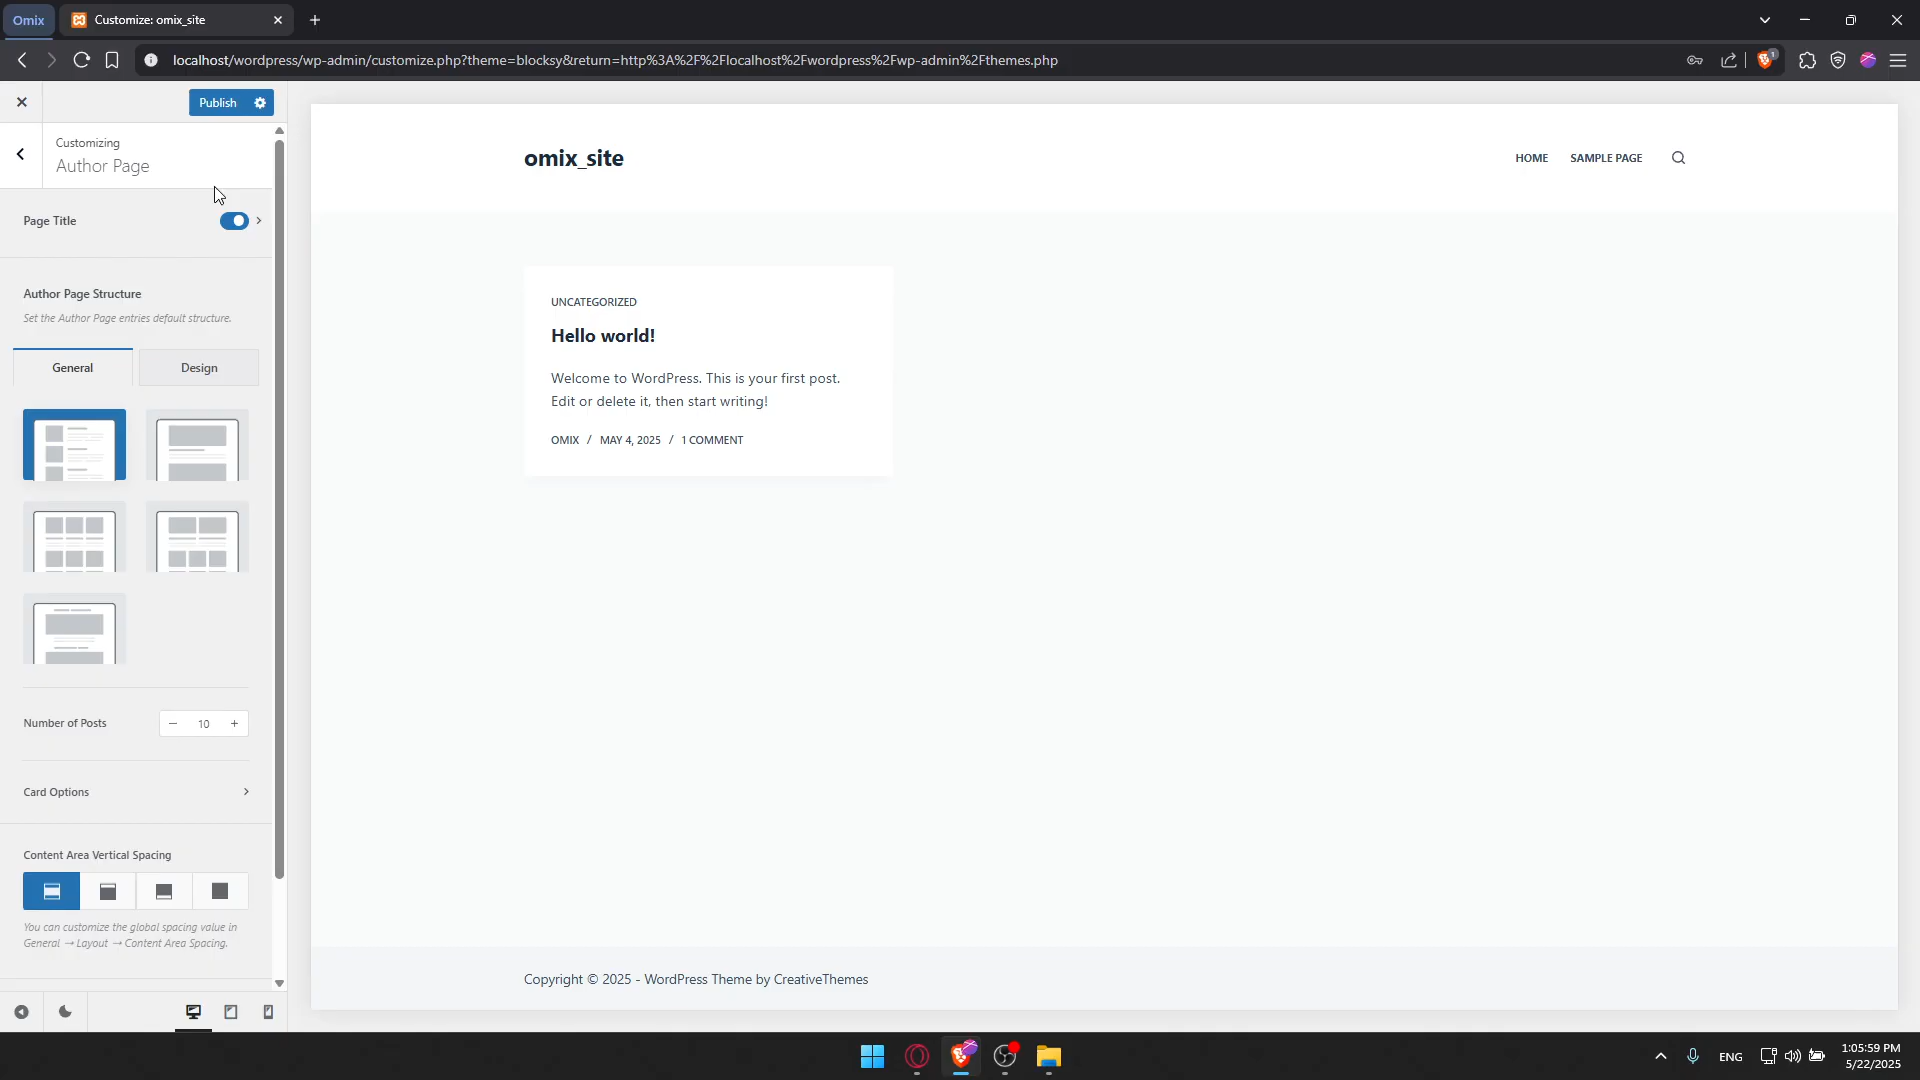 Omix
Customize: omix_site
localhost/wordpress/wp-admin/customize.php?theme=blocksy&return=http%3A%2F%2Flocalhost%2Fwordpress%2Fwp-admin%2Fthemes.php
1
Publish
Customizing
Author Page
Page Title
Author Page Structure
Set the Author Page entries default structure.
General
Design
Number of Posts
− 10 +
Card Options
Content Area Vertical Spacing
You can customize the global spacing value in
General → Layout → Content Area Spacing.
omix_site
HOME
SAMPLE PAGE
UNCATEGORIZED
Hello world!
Welcome to WordPress. This is your first post.
Edit or delete it, then start writing!
OMIX / MAY 4, 2025 / 1 COMMENT
Copyright © 2025 - WordPress Theme by CreativeThemes
ENG
1:05:59 PM
5/22/2025